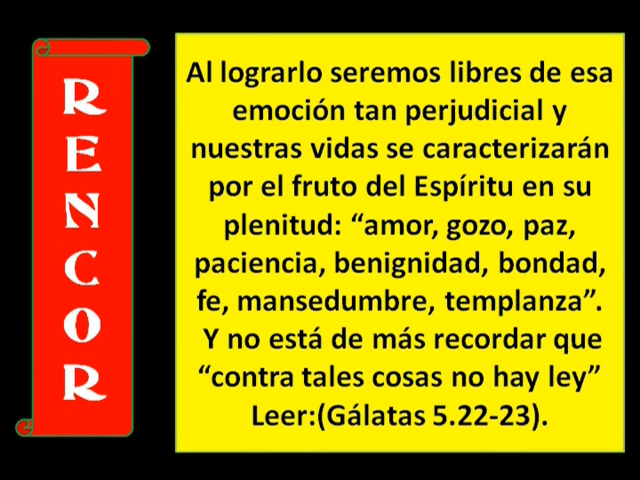 RENCOR
Al lograrlo seremos libres de esa
emoción tan perjudicial y
nuestras vidas se caracterizarán
por el fruto del Espíritu en su
plenitud: “amor, gozo, paz,
paciencia, benignidad, bondad,
fe, mansedumbre, templanza”.
Y no está de más recordar que
“contra tales cosas no hay ley”
Leer:(Gálatas 5.22-23).